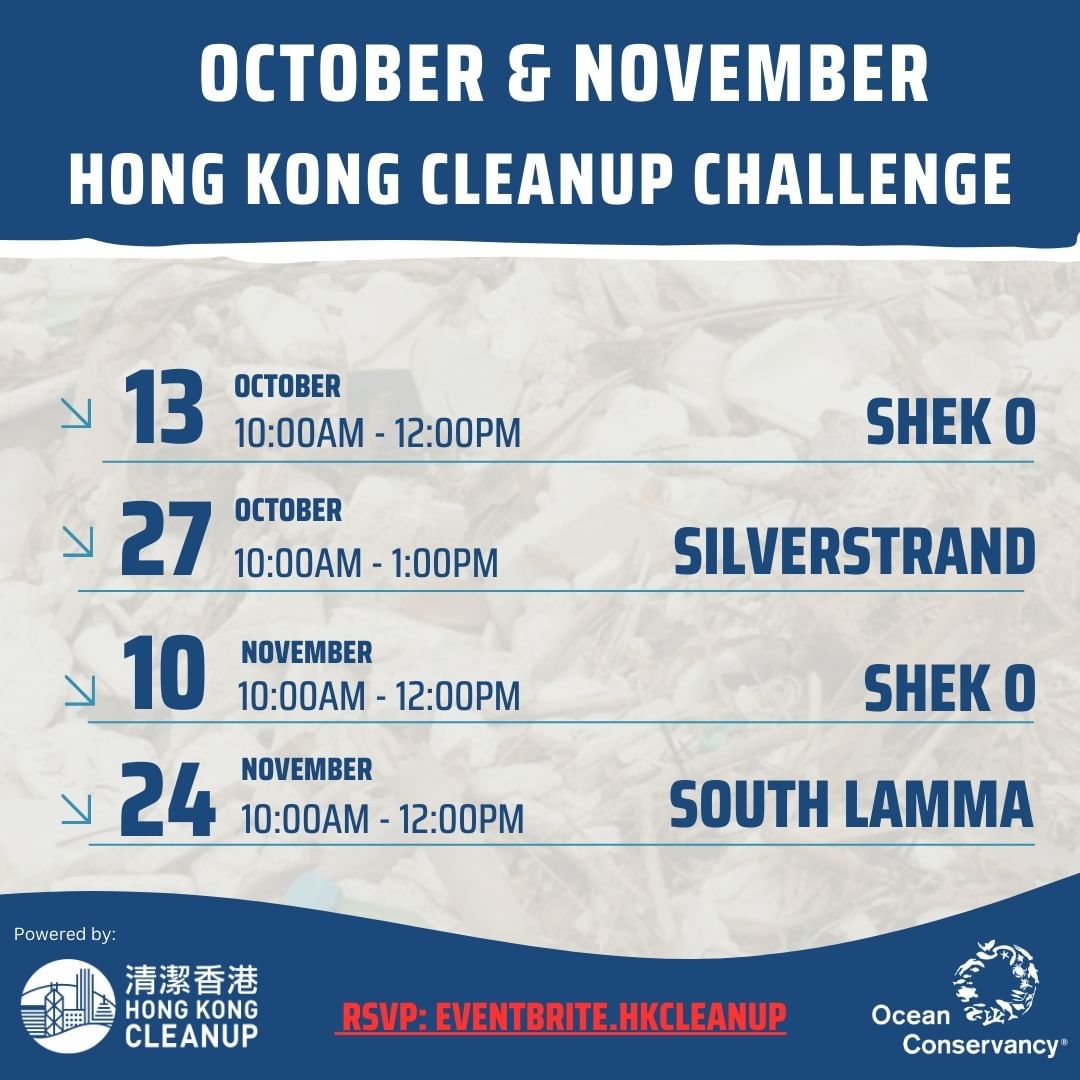 OCTOBER & NOVEMBER
HONG KONG CLEANUP CHALLENGE
13 OCTOBER
10:00AM - 12:00PM
SHEK O
27 OCTOBER
10:00AM - 1:00PM
SILVERSTRAND
10 NOVEMBER
10:00AM - 12:00PM
SHEK O
24 NOVEMBER
10:00AM - 12:00PM
SOUTH LAMMA
Powered by:
清潔香港
HONG KONG
CLEANUP
RSVP: EVENTBRITE.HKCLEANUP
Ocean
Conservancy®